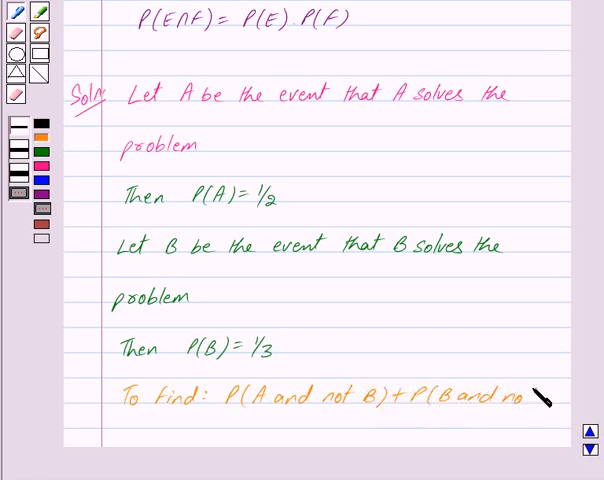 P(E∩F) = P(E).P(F)
Soln: Let A be the event that A solves the
problem
Then P(A) = 1/2
Let B be the event that B solves the
problem
Then P(B) = 1/3
To find: P(A and not B) + P(B and no